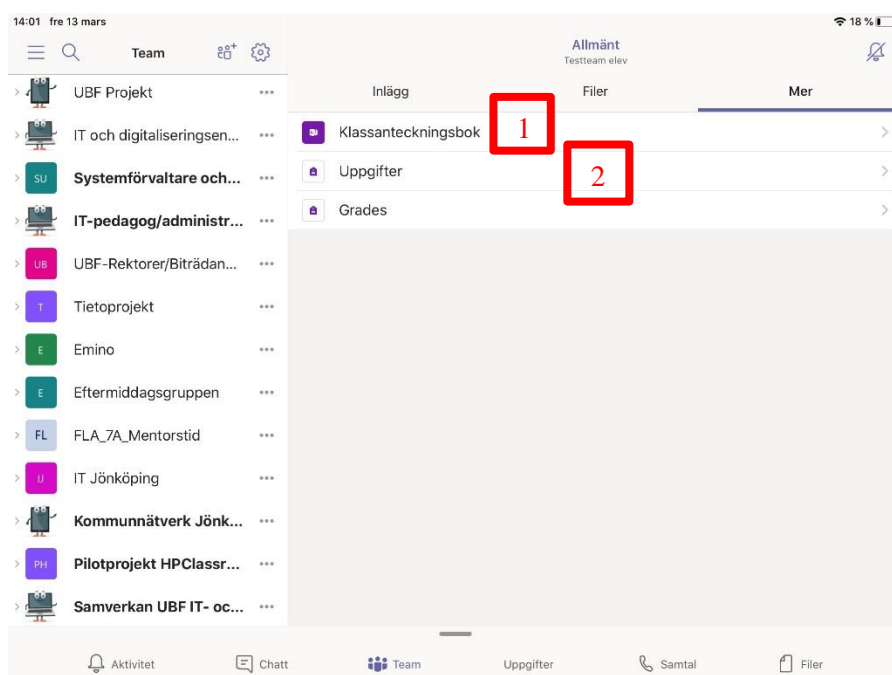 14:01 fre 13 mars
18 %
Team
Allmänt
Testteam elev
Inlägg
Filer
Mer
UBF Projekt
IT och digitaliseringsen...
SU Systemförvaltare och...
IT-pedagog/administr...
UB UBF-Rektorer/Biträdan...
T Tietoprojekt
E Emino
E Eftermiddagsgruppen
FL FLA_7A_Mentorstid
IJ IT Jönköping
Kommunnätverk Jönk...
PH Pilotprojekt HPClassr...
Samverkan UBF IT- oc...
Klassanteckningsbok
1
Uppgifter
2
Grades
Aktivitet
Chatt
Team
Uppgifter
Samtal
Filer